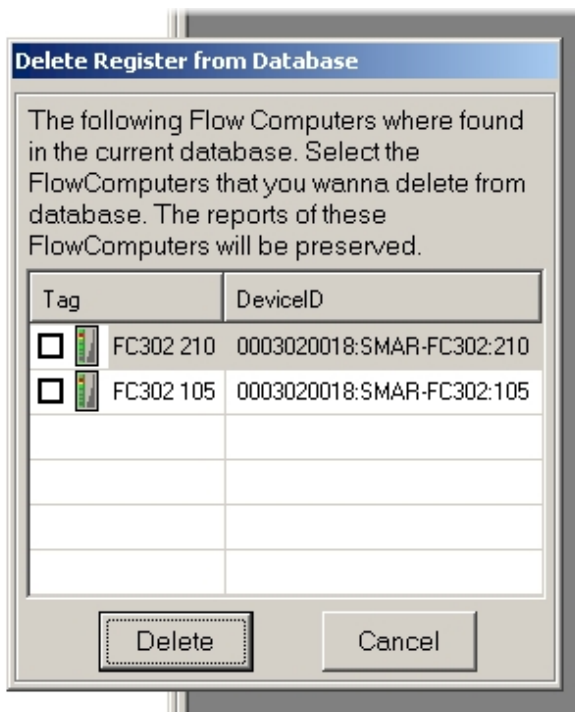 Delete Register from Database
The following Flow Computers where found
in the current database. Select the
FlowComputers that you wanna delete from
database. The reports of these
FlowComputers will be preserved.
Tag DeviceID
FC302 210 0003020018:SMAR-FC302:210
FC302 105 0003020018:SMAR-FC302:105
Delete Cancel